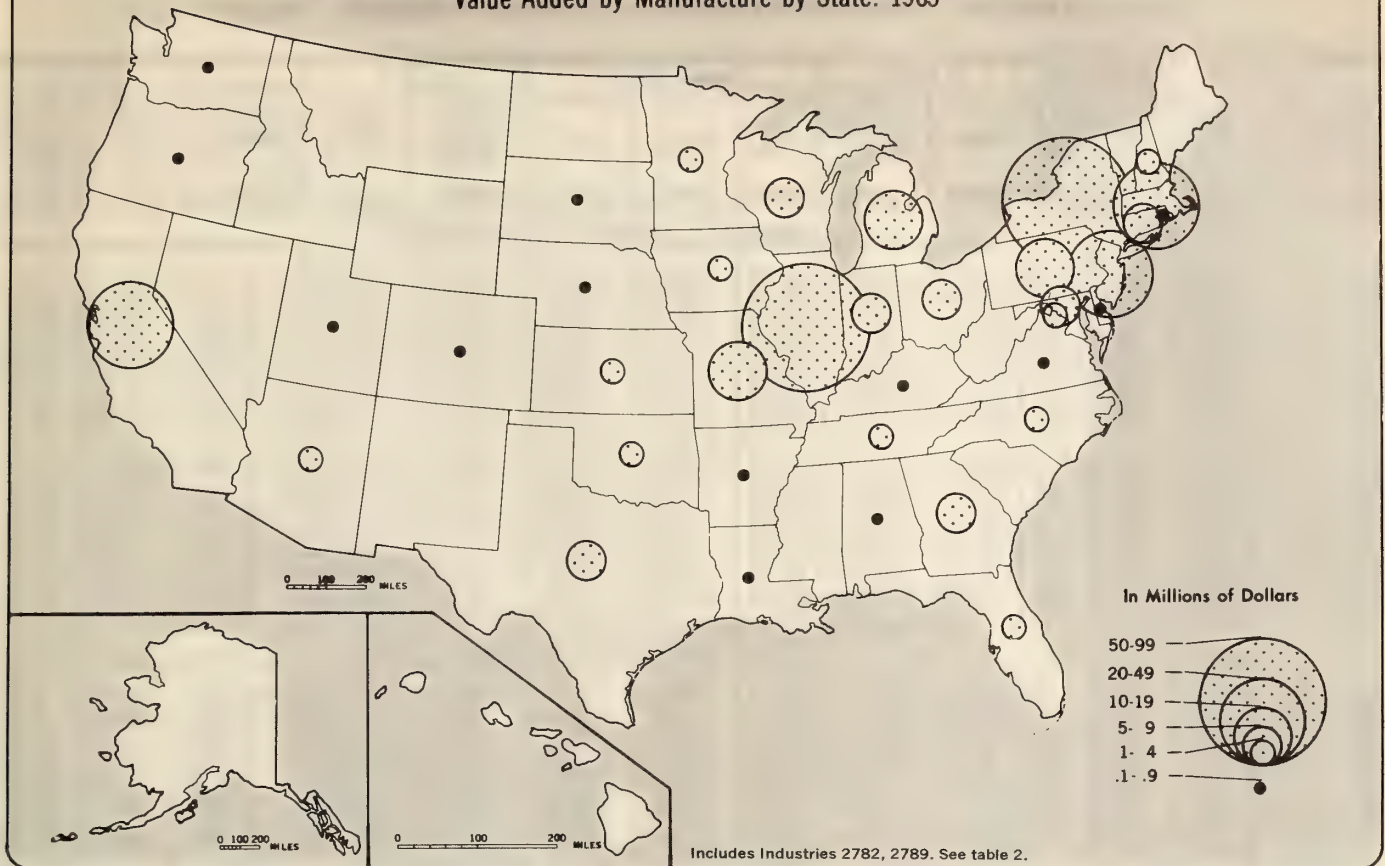 Value Added by Manufacture by State: 1963
0 100 200 MILES
In Millions of Dollars
50-99
20-49
10-19
5- 9
1- 4
.1- .9
0 100 200 MILES
0 100 200 MILES
Includes Industries 2782, 2789. See table 2.